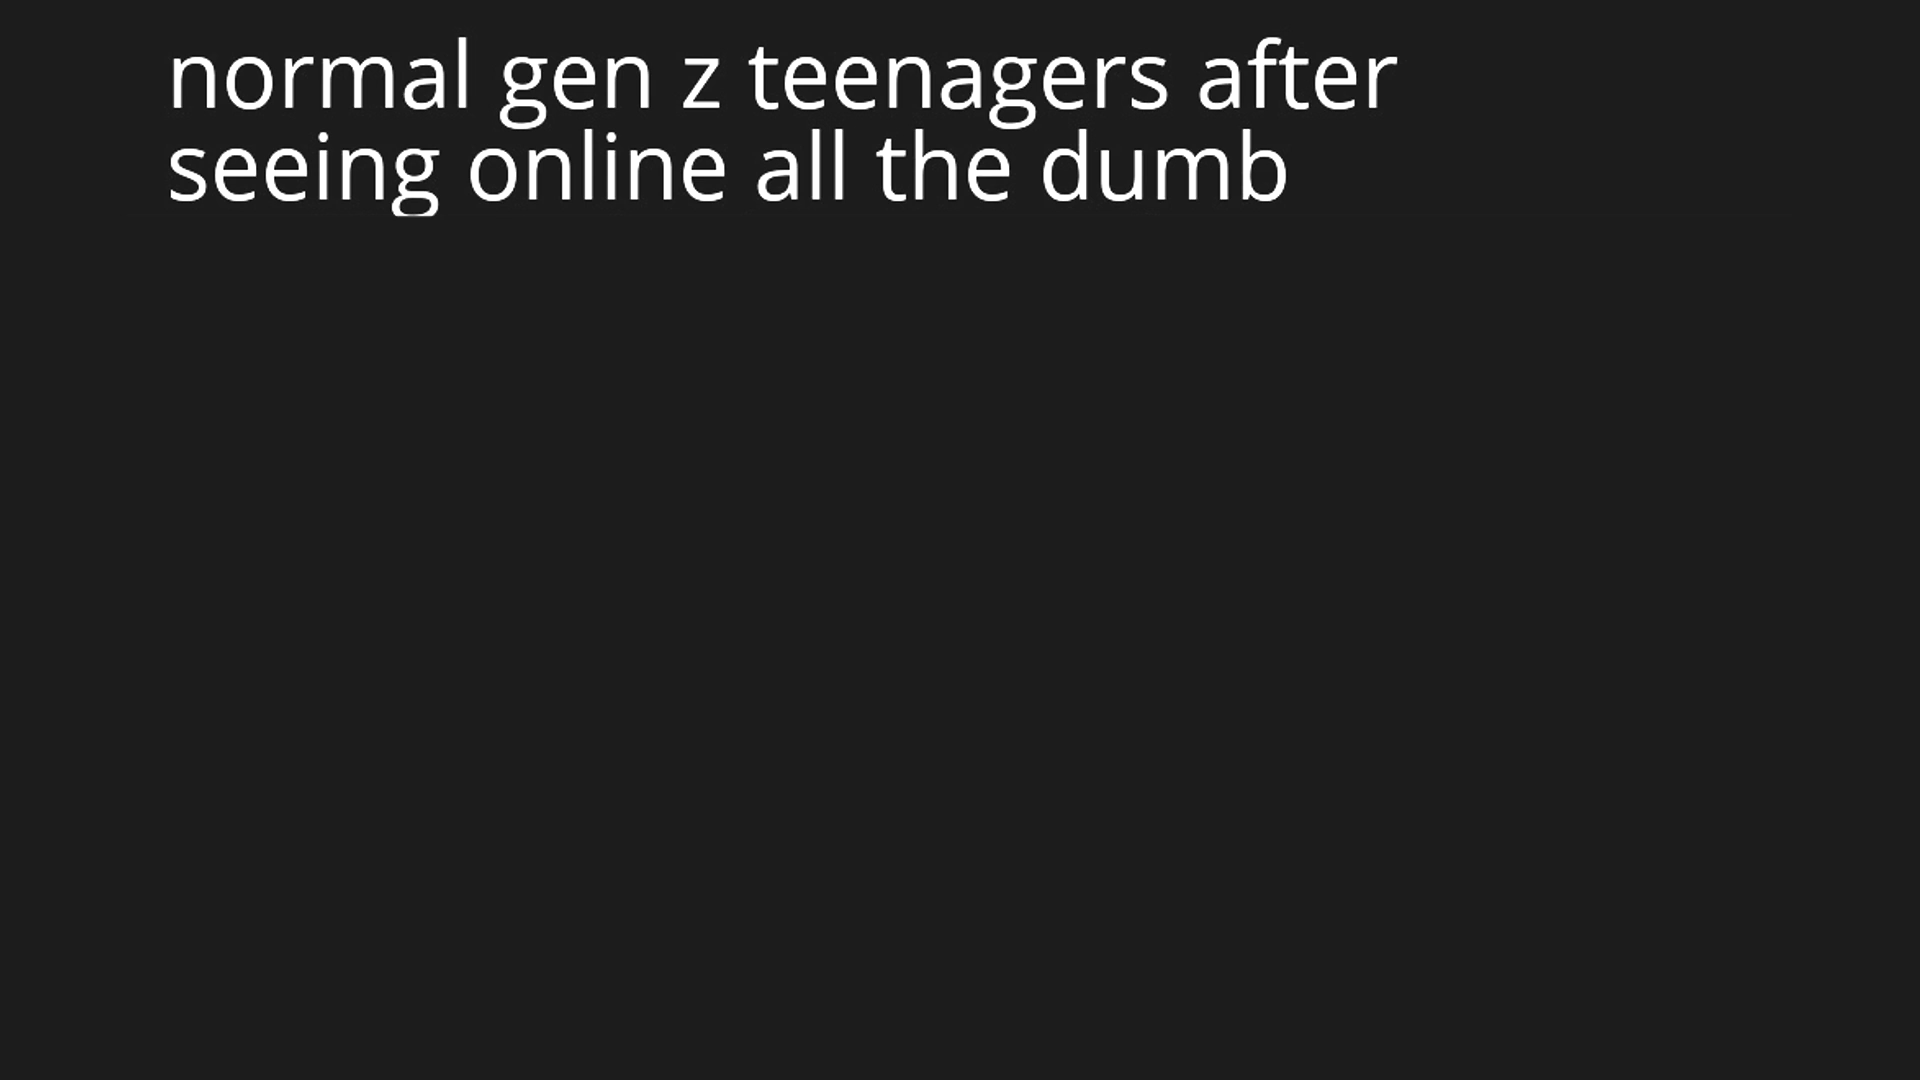 normal gen z teenagers after
seeing online all the dumb